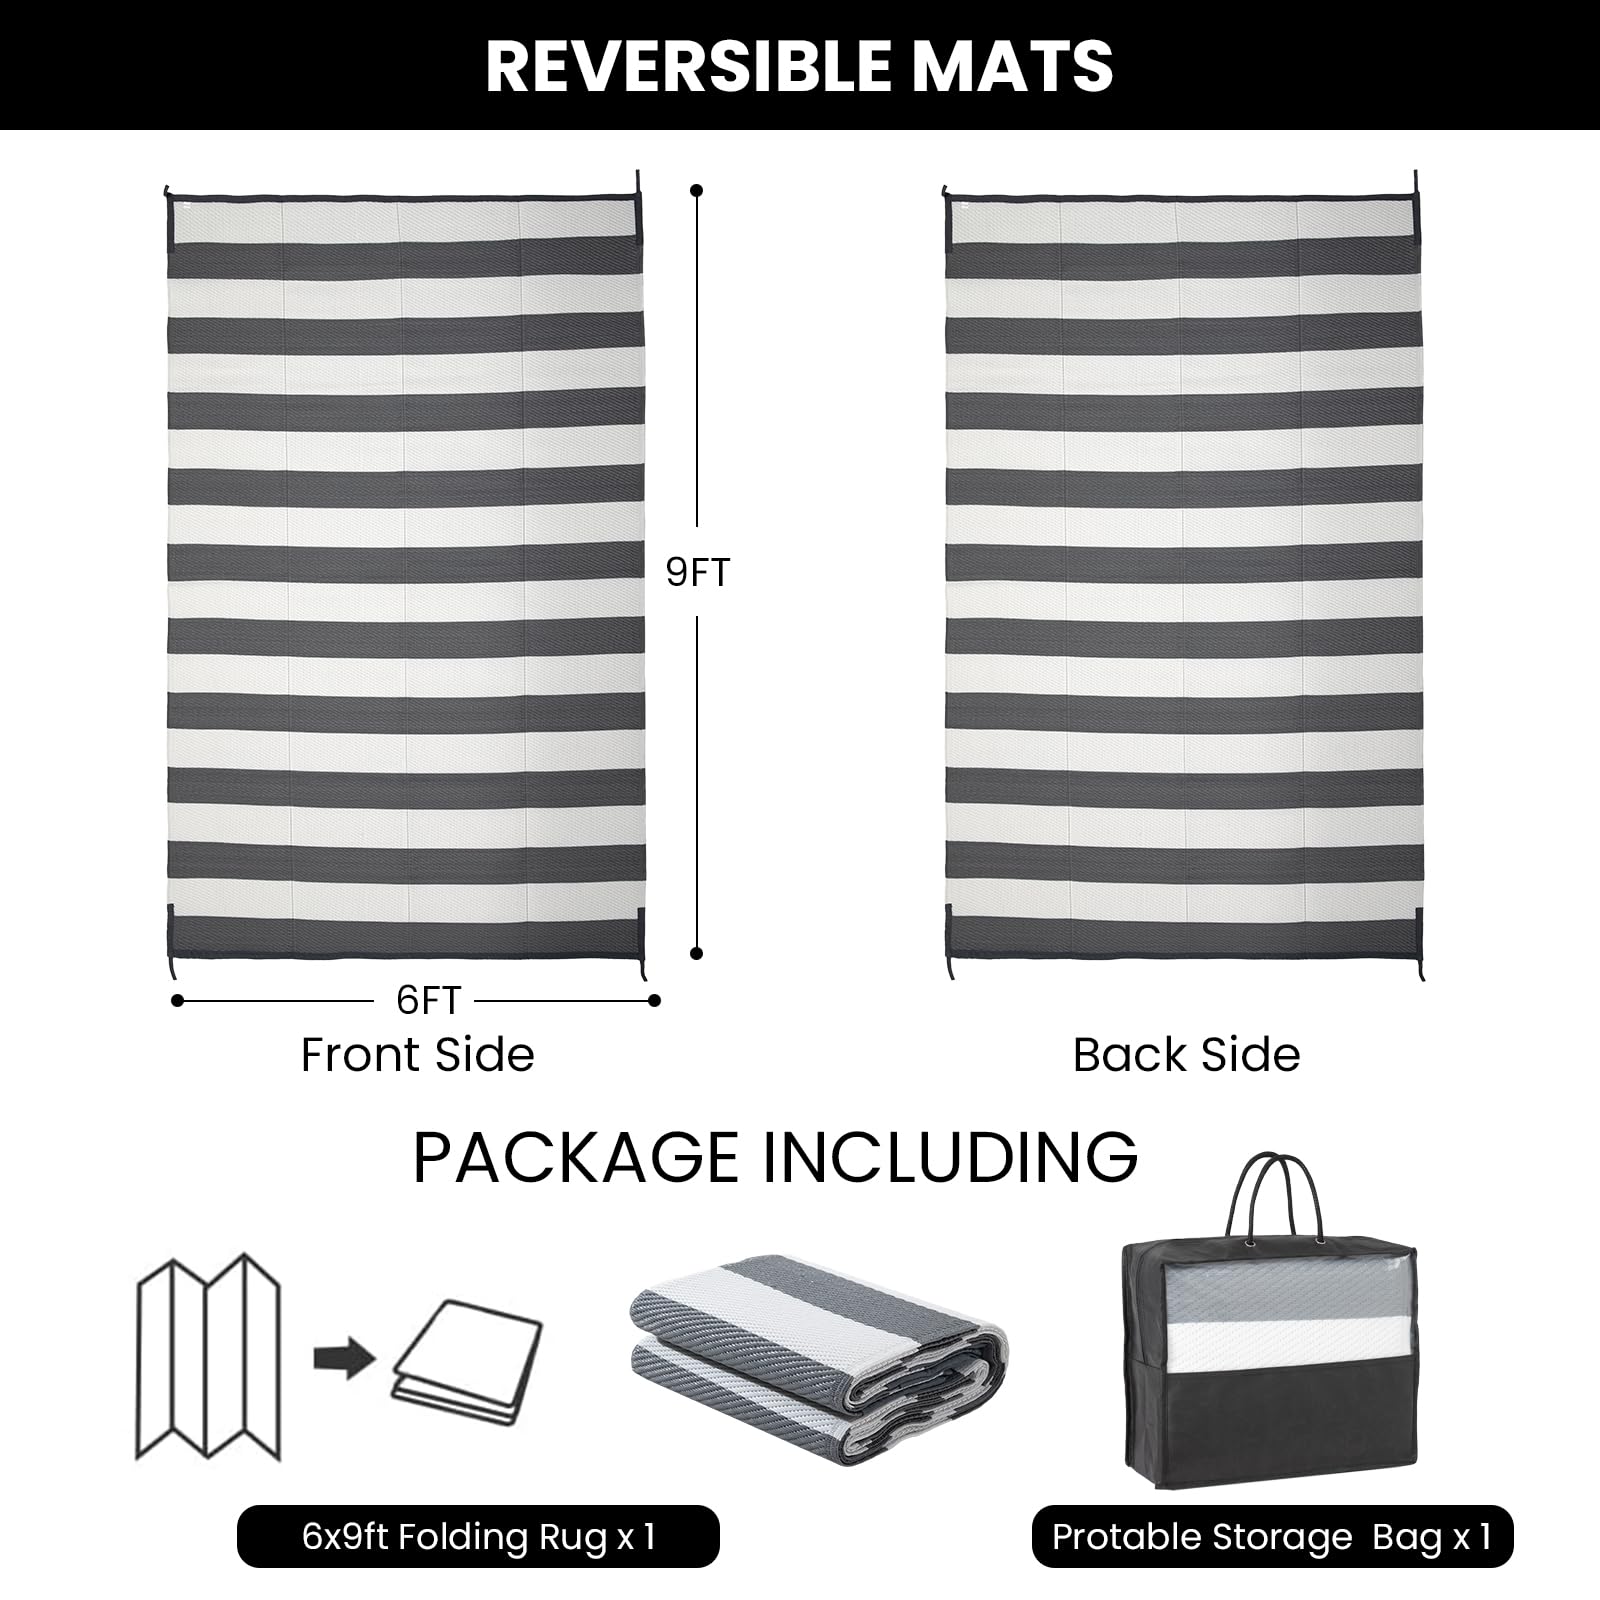 REVERSIBLE MATS
9FT
6FT
Front Side
Back Side
PACKAGE INCLUDING
6x9ft Folding Rug x 1
Protable Storage Bag x 1